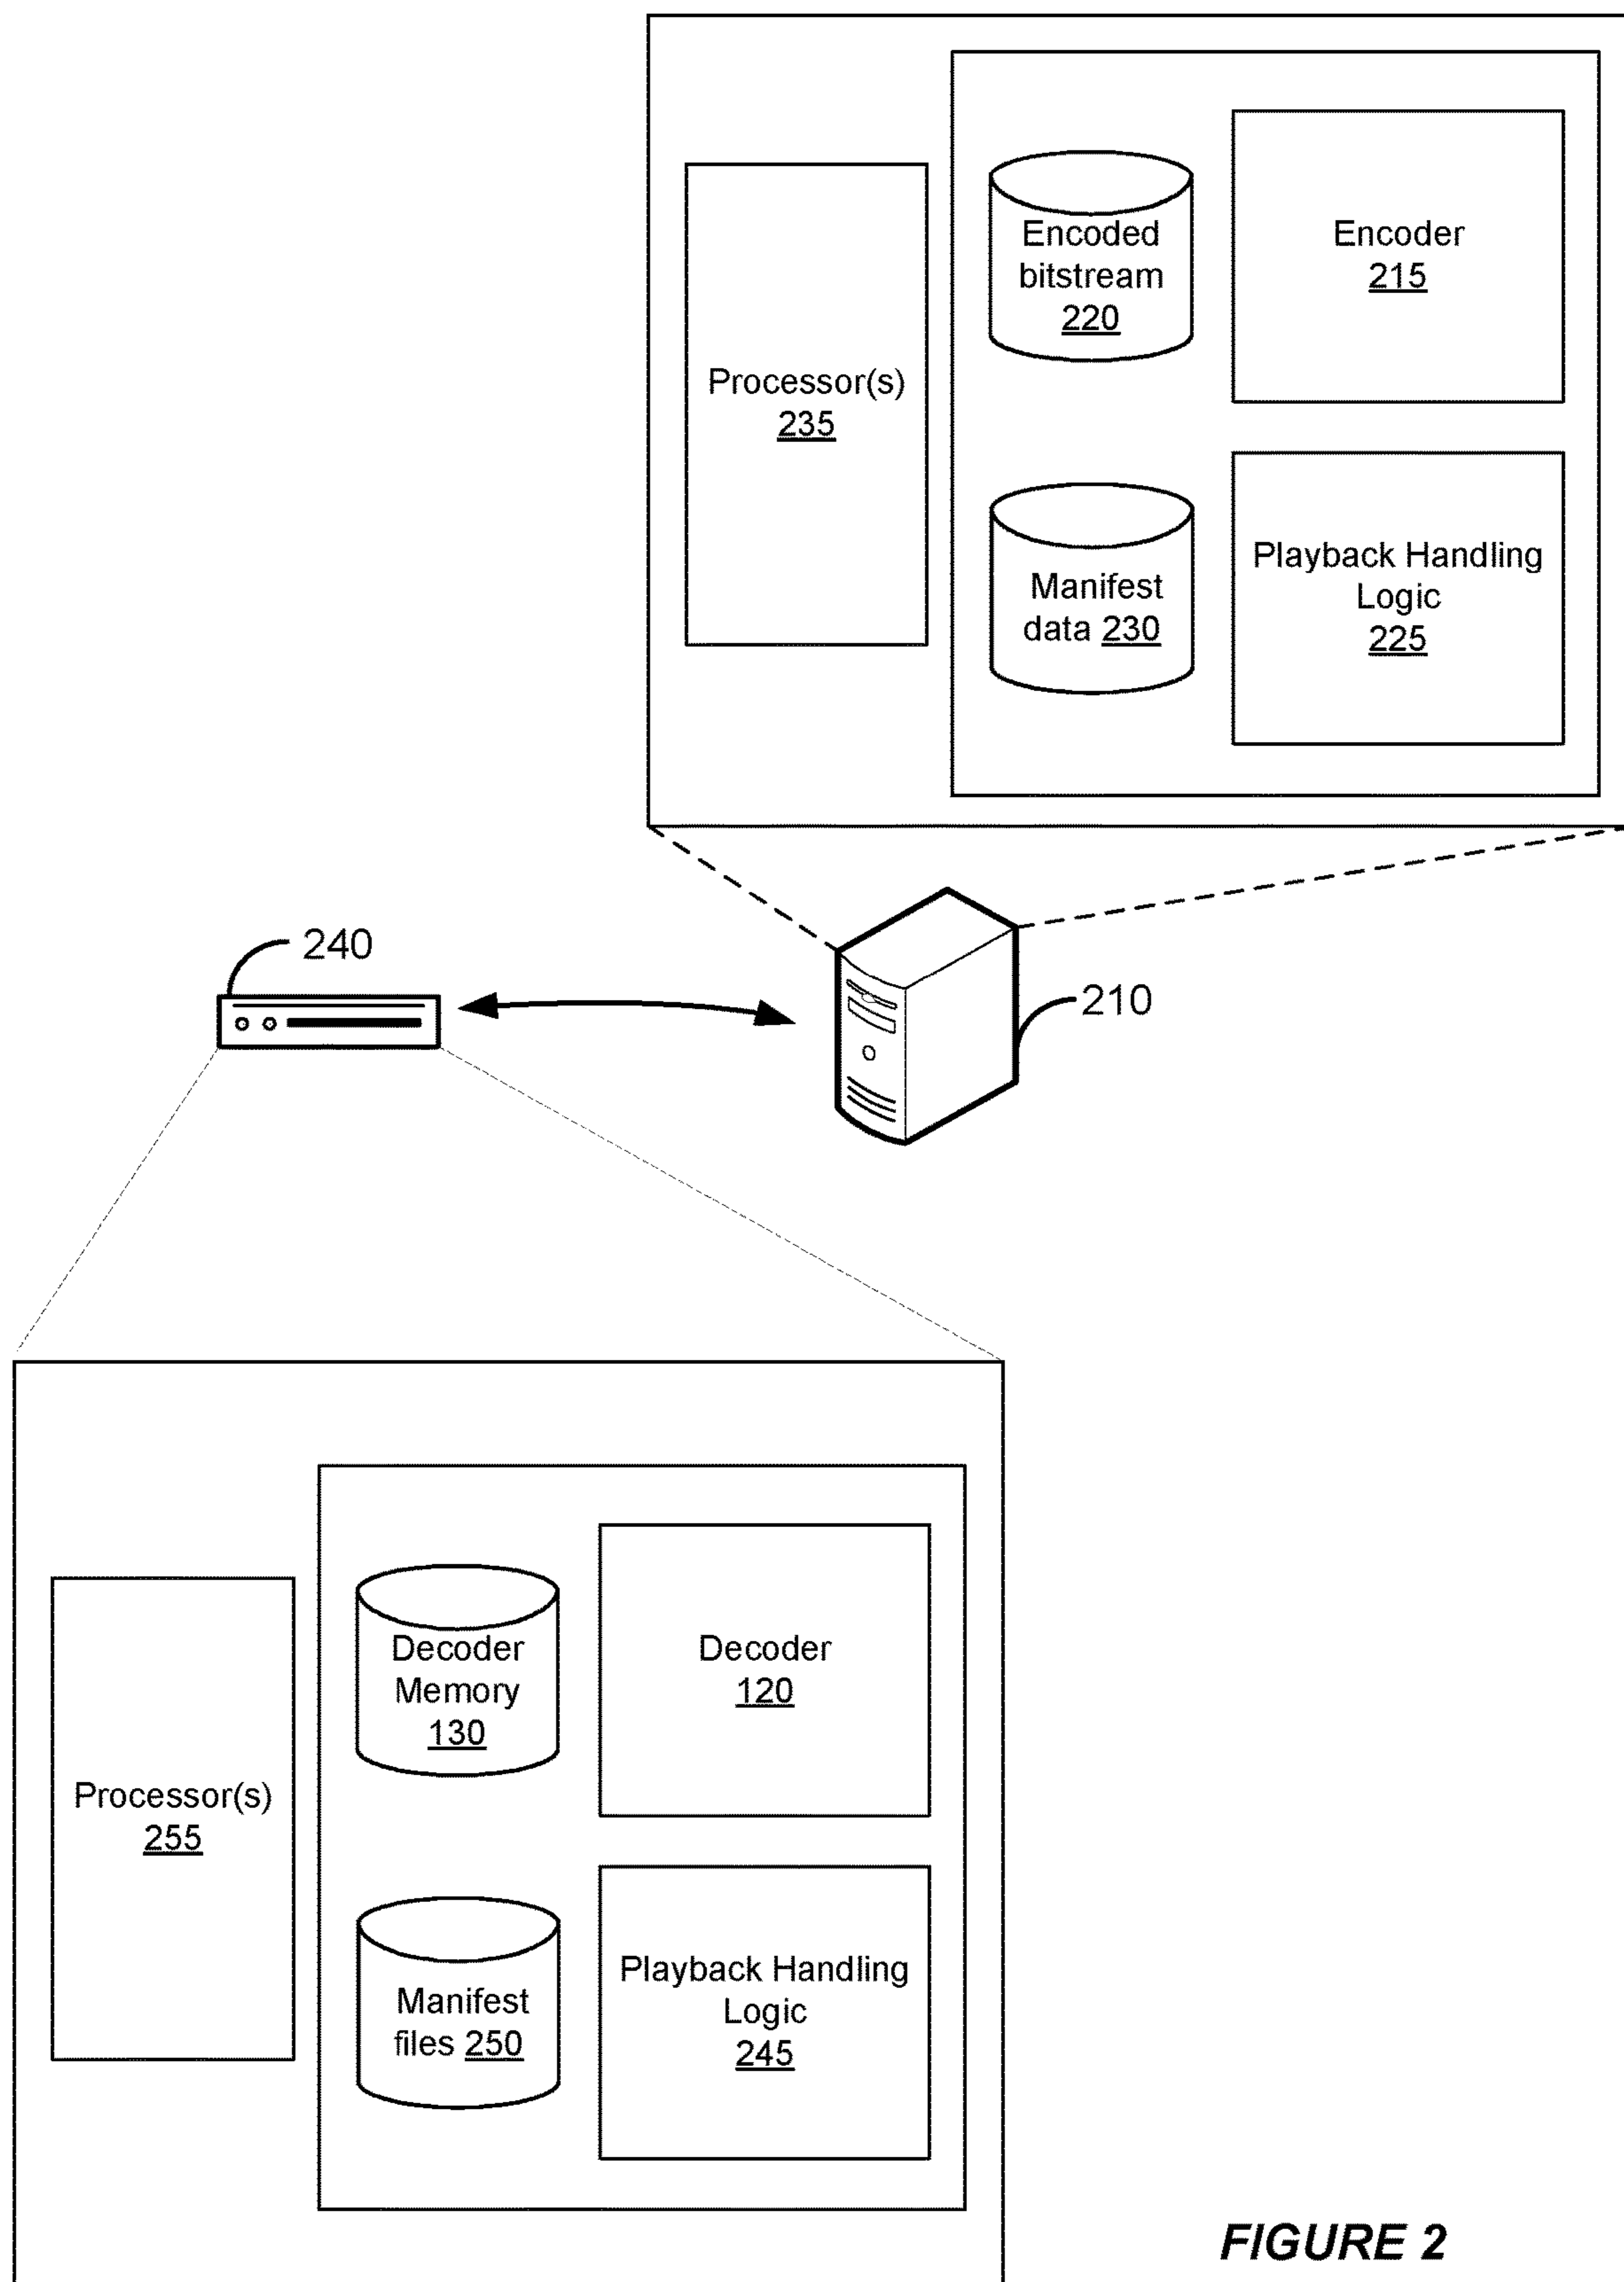 Encoded
bitstream
220
Encoder
215
Processor(s)
235
Manifest
data 230
Playback Handling
Logic
225
240
210
Decoder
Memory
130
Decoder
120
Processor(s)
255
Manifest
files 250
Playback Handling
Logic
245
FIGURE 2